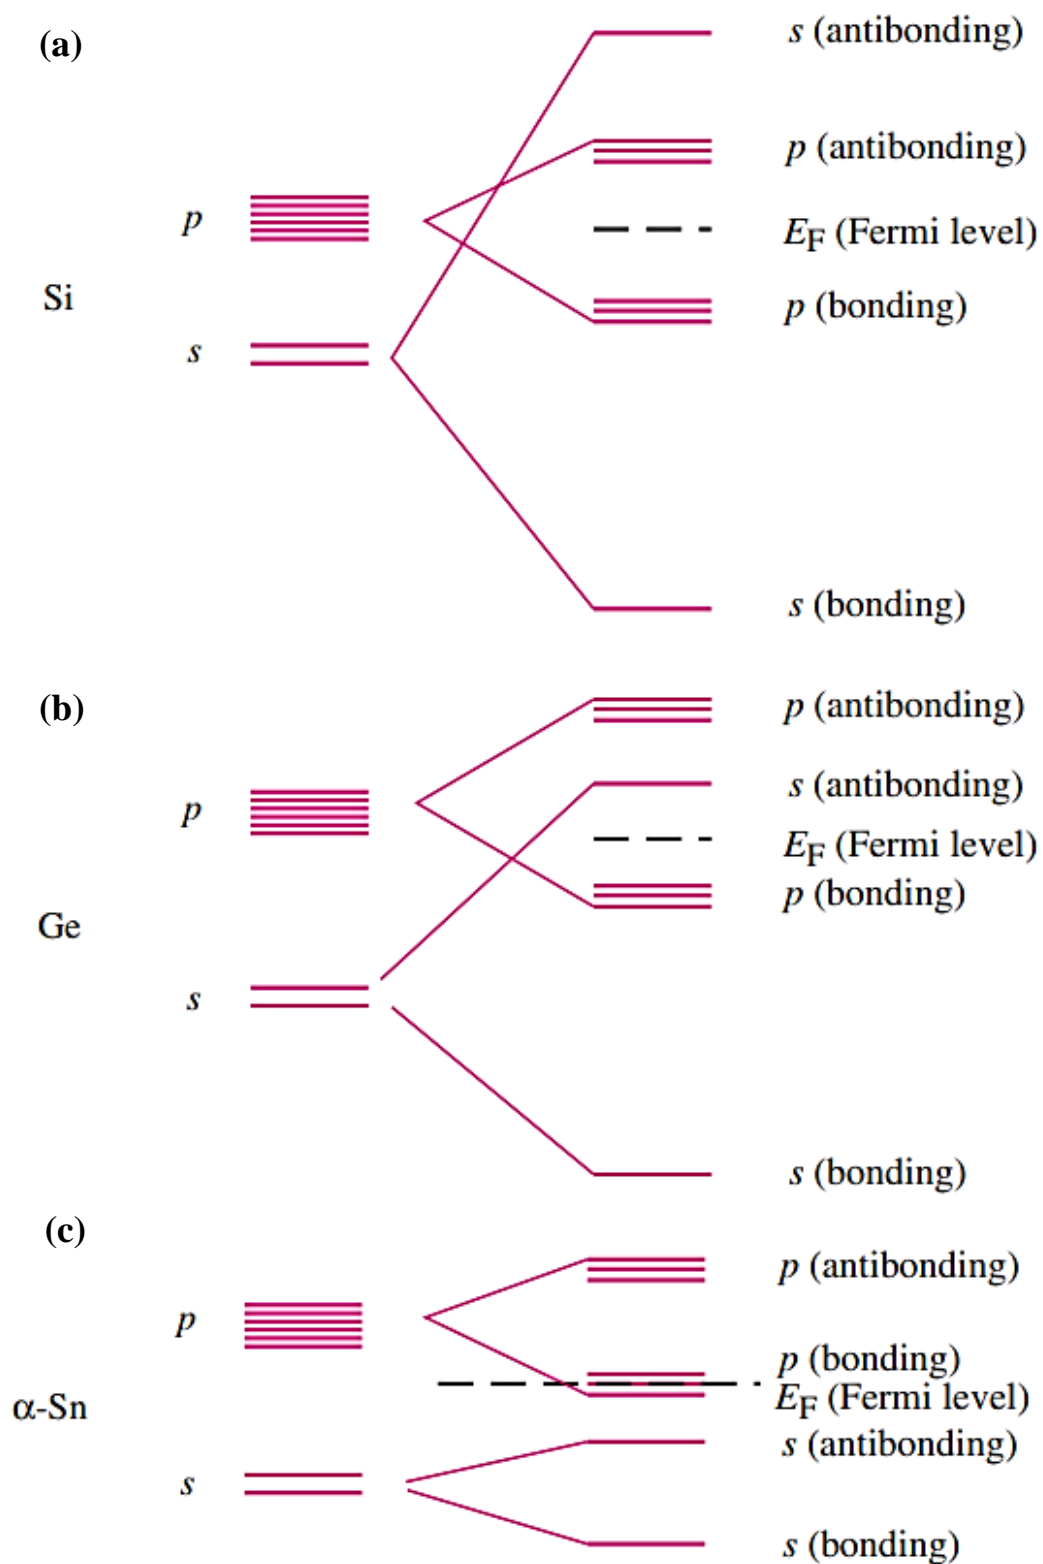 (a)
s (antibonding)
p (antibonding)
p
E_F (Fermi level)
Si
p (bonding)
s
s (bonding)
(b)
p (antibonding)
s (antibonding)
p
E_F (Fermi level)
p (bonding)
Ge
s
s (bonding)
(c)
p (antibonding)
p
p (bonding)
E_F (Fermi level)
α-Sn
s (antibonding)
s
s (bonding)